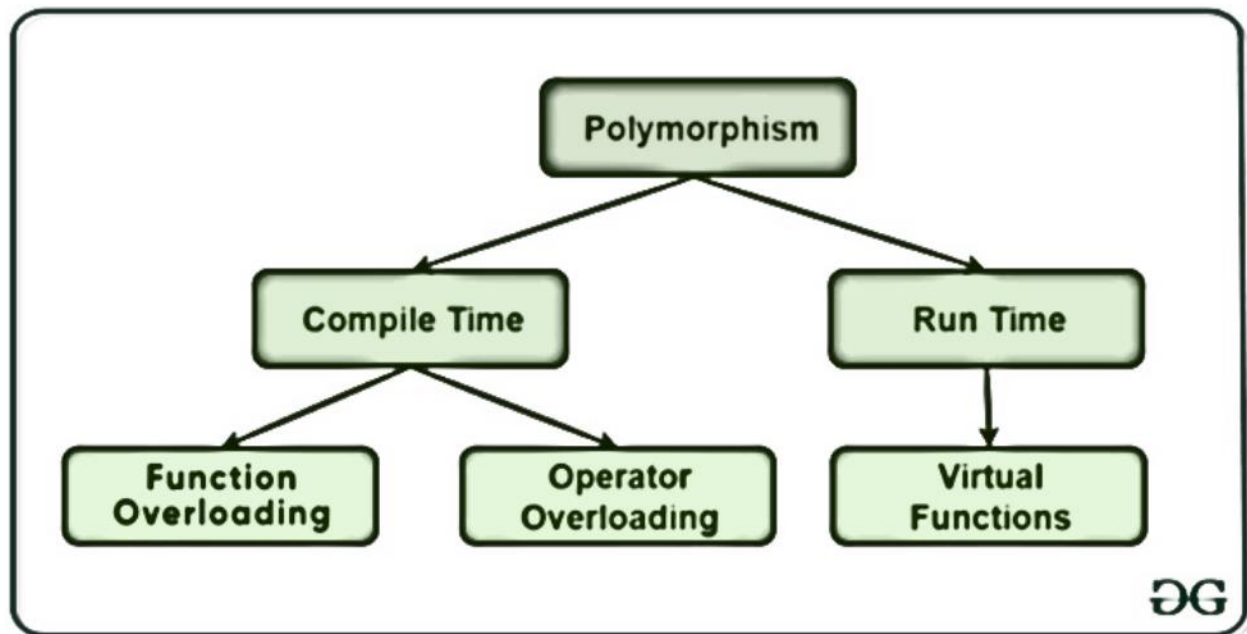 Polymorphism
Compile Time
Run Time
Function
Overloading
Operator
Overloading
Virtual
Functions
GG